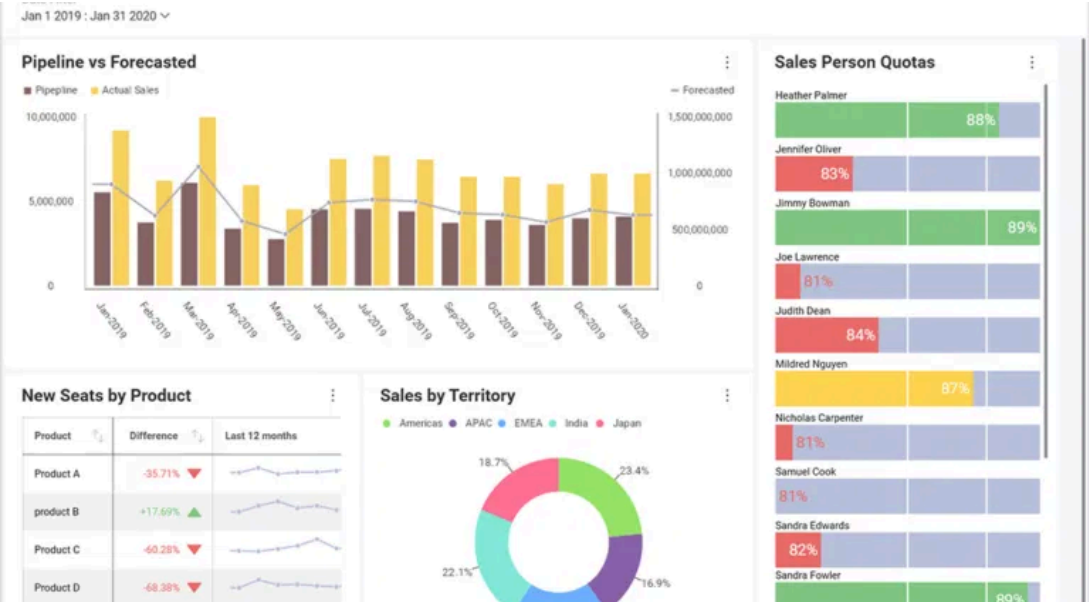 Jan 1 2019 : Jan 31 2020
Pipeline vs Forecasted
Pipepline
Actual Sales
Forecasted
10,000,000
5,000,000
0
1,500,000,000
1,000,000,000
500,000,000
0
Jan-2019
Feb-2019
Mar-2019
Apr-2019
May-2019
Jun-2019
Jul-2019
Aug-2019
Sep-2019
Oct-2019
Nov-2019
Dec-2019
Jan-2020
Sales Person Quotas
Heather Palmer
88%
Jennifer Oliver
83%
Jimmy Bowman
89%
Joe Lawrence
81%
Judith Dean
84%
Mildred Nguyen
87%
Nicholas Carpenter
81%
Samuel Cook
81%
Sandra Edwards
82%
Sandra Fowler
89%
New Seats by Product
Product Difference Last 12 months
Product A -35.71%
product B +17.69%
Product C -60.28%
Product D -68.38%
Sales by Territory
Americas APAC EMEA India Japan
18.7%
23.4%
22.1%
16.9%